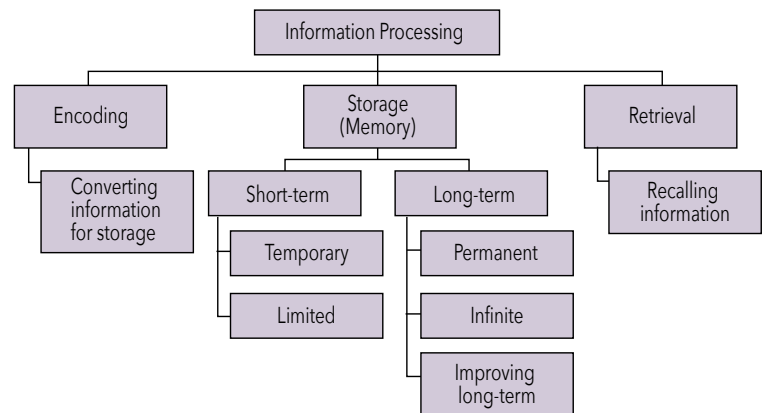 Information Processing
Encoding
Storage
(Memory)
Retrieval
Converting
information
for storage
Short-term
Long-term
Recalling
information
Temporary
Permanent
Limited
Infinite
Improving
long-term